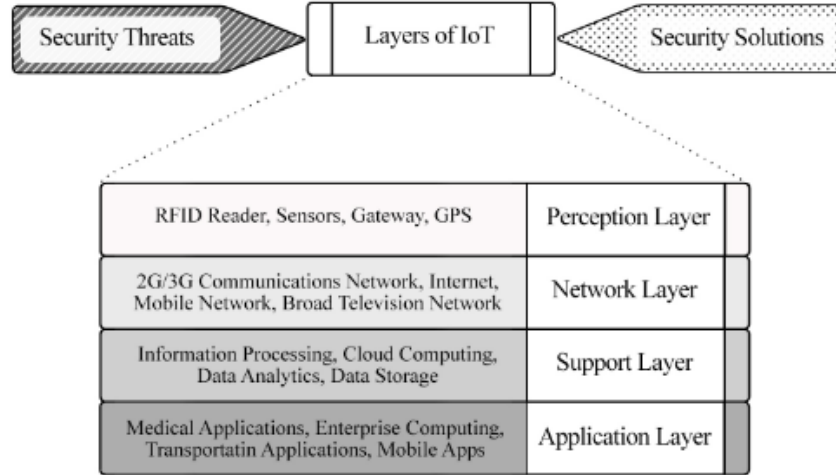 Security Threats
Layers of IoT
Security Solutions
RFID Reader, Sensors, Gateway, GPS
Perception Layer
2G/3G Communications Network, Internet,
Mobile Network, Broad Television Network
Network Layer
Information Processing, Cloud Computing,
Data Analytics, Data Storage
Support Layer
Medical Applications, Enterprise Computing,
Transportatin Applications, Mobile Apps
Application Layer